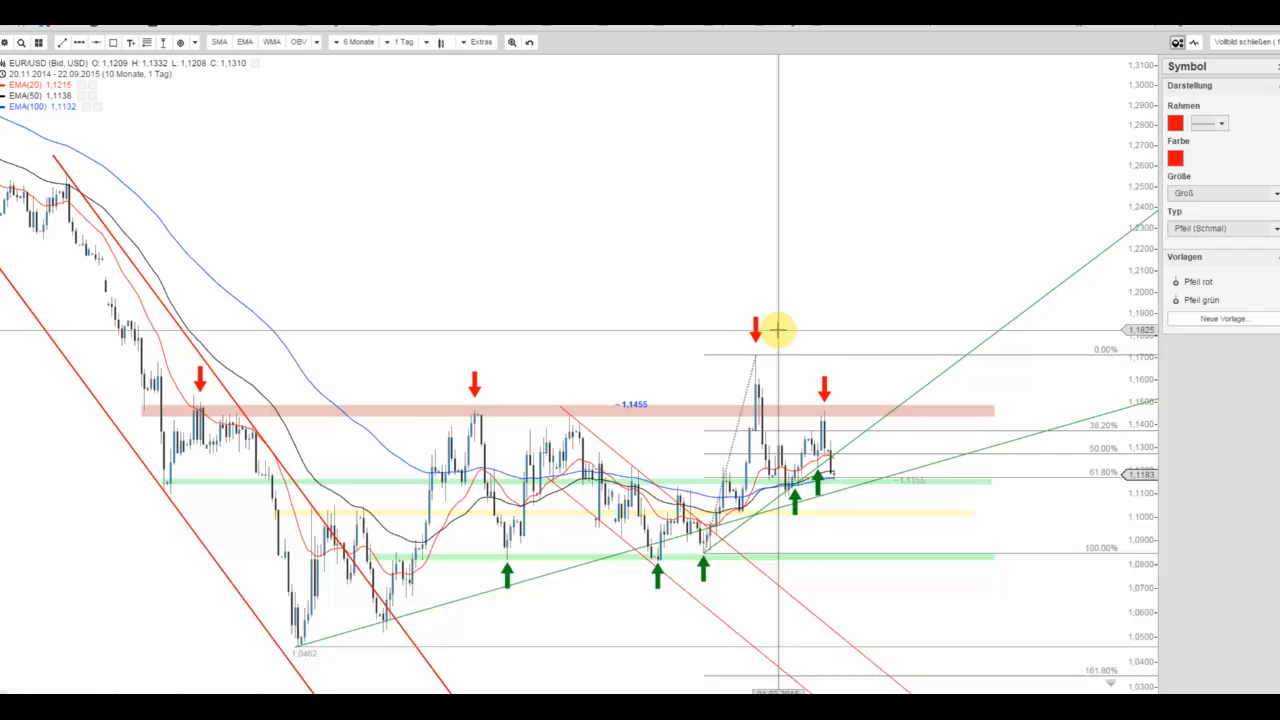 SMA EMA WMA OBV 6 Monate 1 Tag Extras Vollbild schließen ( f
EUR/USD (Bid, USD) O: 1,1209 H: 1,1332 L: 1,1208 C: 1,1310
20.11.2014 - 22.09.2015 (10 Monate, 1 Tag)
EMA(20) 1,1215
EMA(50) 1,1138
EMA(100) 1,1132
Symbol
Darstellung
Rahmen
Farbe
Größe
Groß
Typ
Pfeil (Schmal)
Vorlagen
Pfeil rot
Pfeil grün
Neue Vorlage...
1,3100
1,3000
1,2900
1,2800
1,2700
1,2600
1,2500
1,2400
1,2300
1,2200
1,2100
1,2000
1,1900
1,1825
1,1700
1,1600
1,1500
1,1400
1,1300
1,1183
1,1100
1,1000
1,0900
1,0800
1,0700
1,0600
1,0500
1,0400
1,0300
0.00%
~ 1,1455
38.20%
50.00%
61.80%
~ 1,1155
100.00%
1,0462
161.80%